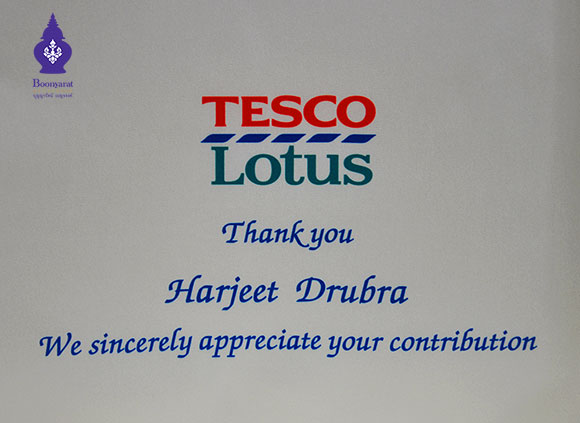 Boonyarat
TESCO
Lotus
Thank you
Harjeet Drubra
We sincerely appreciate your contribution